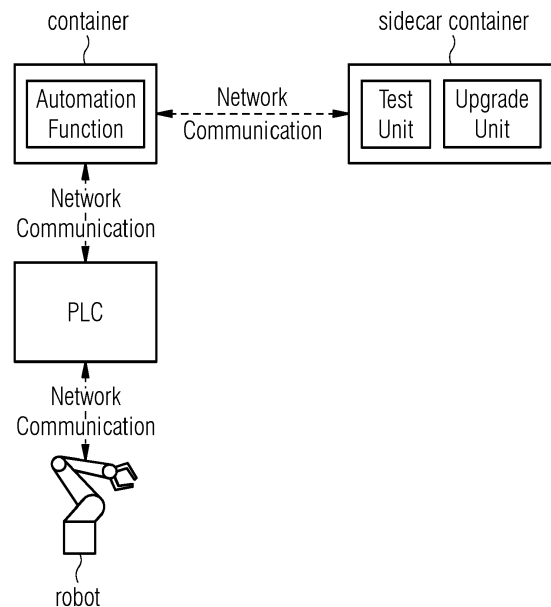 container
sidecar container
Automation
Function
Network
Communication
Test
Unit
Upgrade
Unit
Network
Communication
PLC
Network
Communication
robot